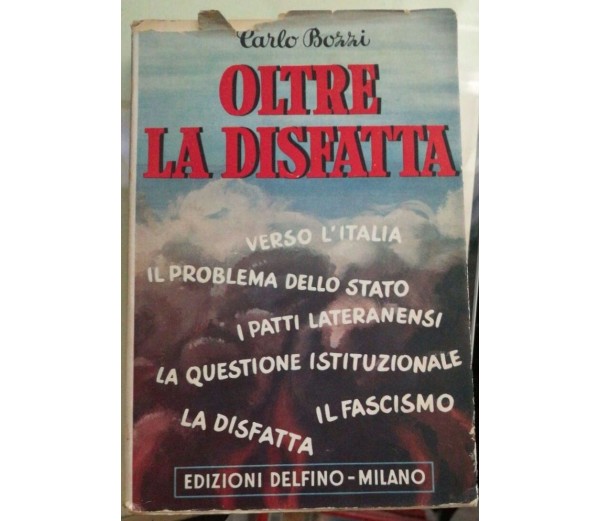 Carlo Bozzi
OLTRE
LA DISFATTA
VERSO L'ITALIA
IL PROBLEMA DELLO STATO
I PATTI LATERANENSI
LA QUESTIONE ISTITUZIONALE
IL FASCISMO
LA DISFATTA
EDIZIONI DELFINO - MILANO